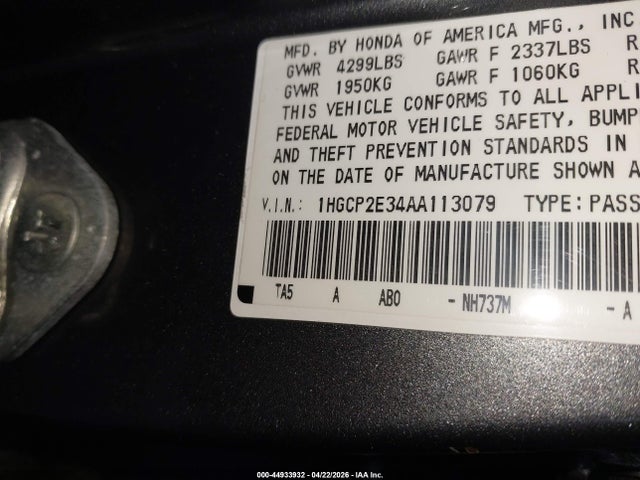 MFD. BY HONDA OF AMERICA MFG., INC
GVWR 4299LBS GAWR F 2337LBS R
GVWR 1950KG GAWR F 1060KG R
THIS VEHICLE CONFORMS TO ALL APPLI
FEDERAL MOTOR VEHICLE SAFETY, BUMP
AND THEFT PREVENTION STANDARDS IN
ON THE DATE OF MANUFACTURE SHOWN A
V.I.N.: 1HGCP2E34AA113079 TYPE:PASS
TA5 A AB0 - NH737M - A
000-44933932 - 04/22/2026 - IAA Inc.